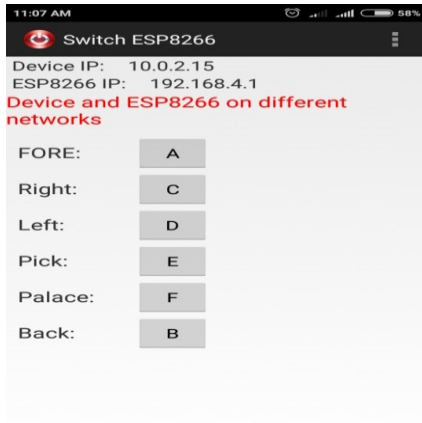 11:07 AM 58%
Switch ESP8266
Device IP: 10.0.2.15
ESP8266 IP: 192.168.4.1
Device and ESP8266 on different
networks
FORE: A
Right: C
Left: D
Pick: E
Palace: F
Back: B